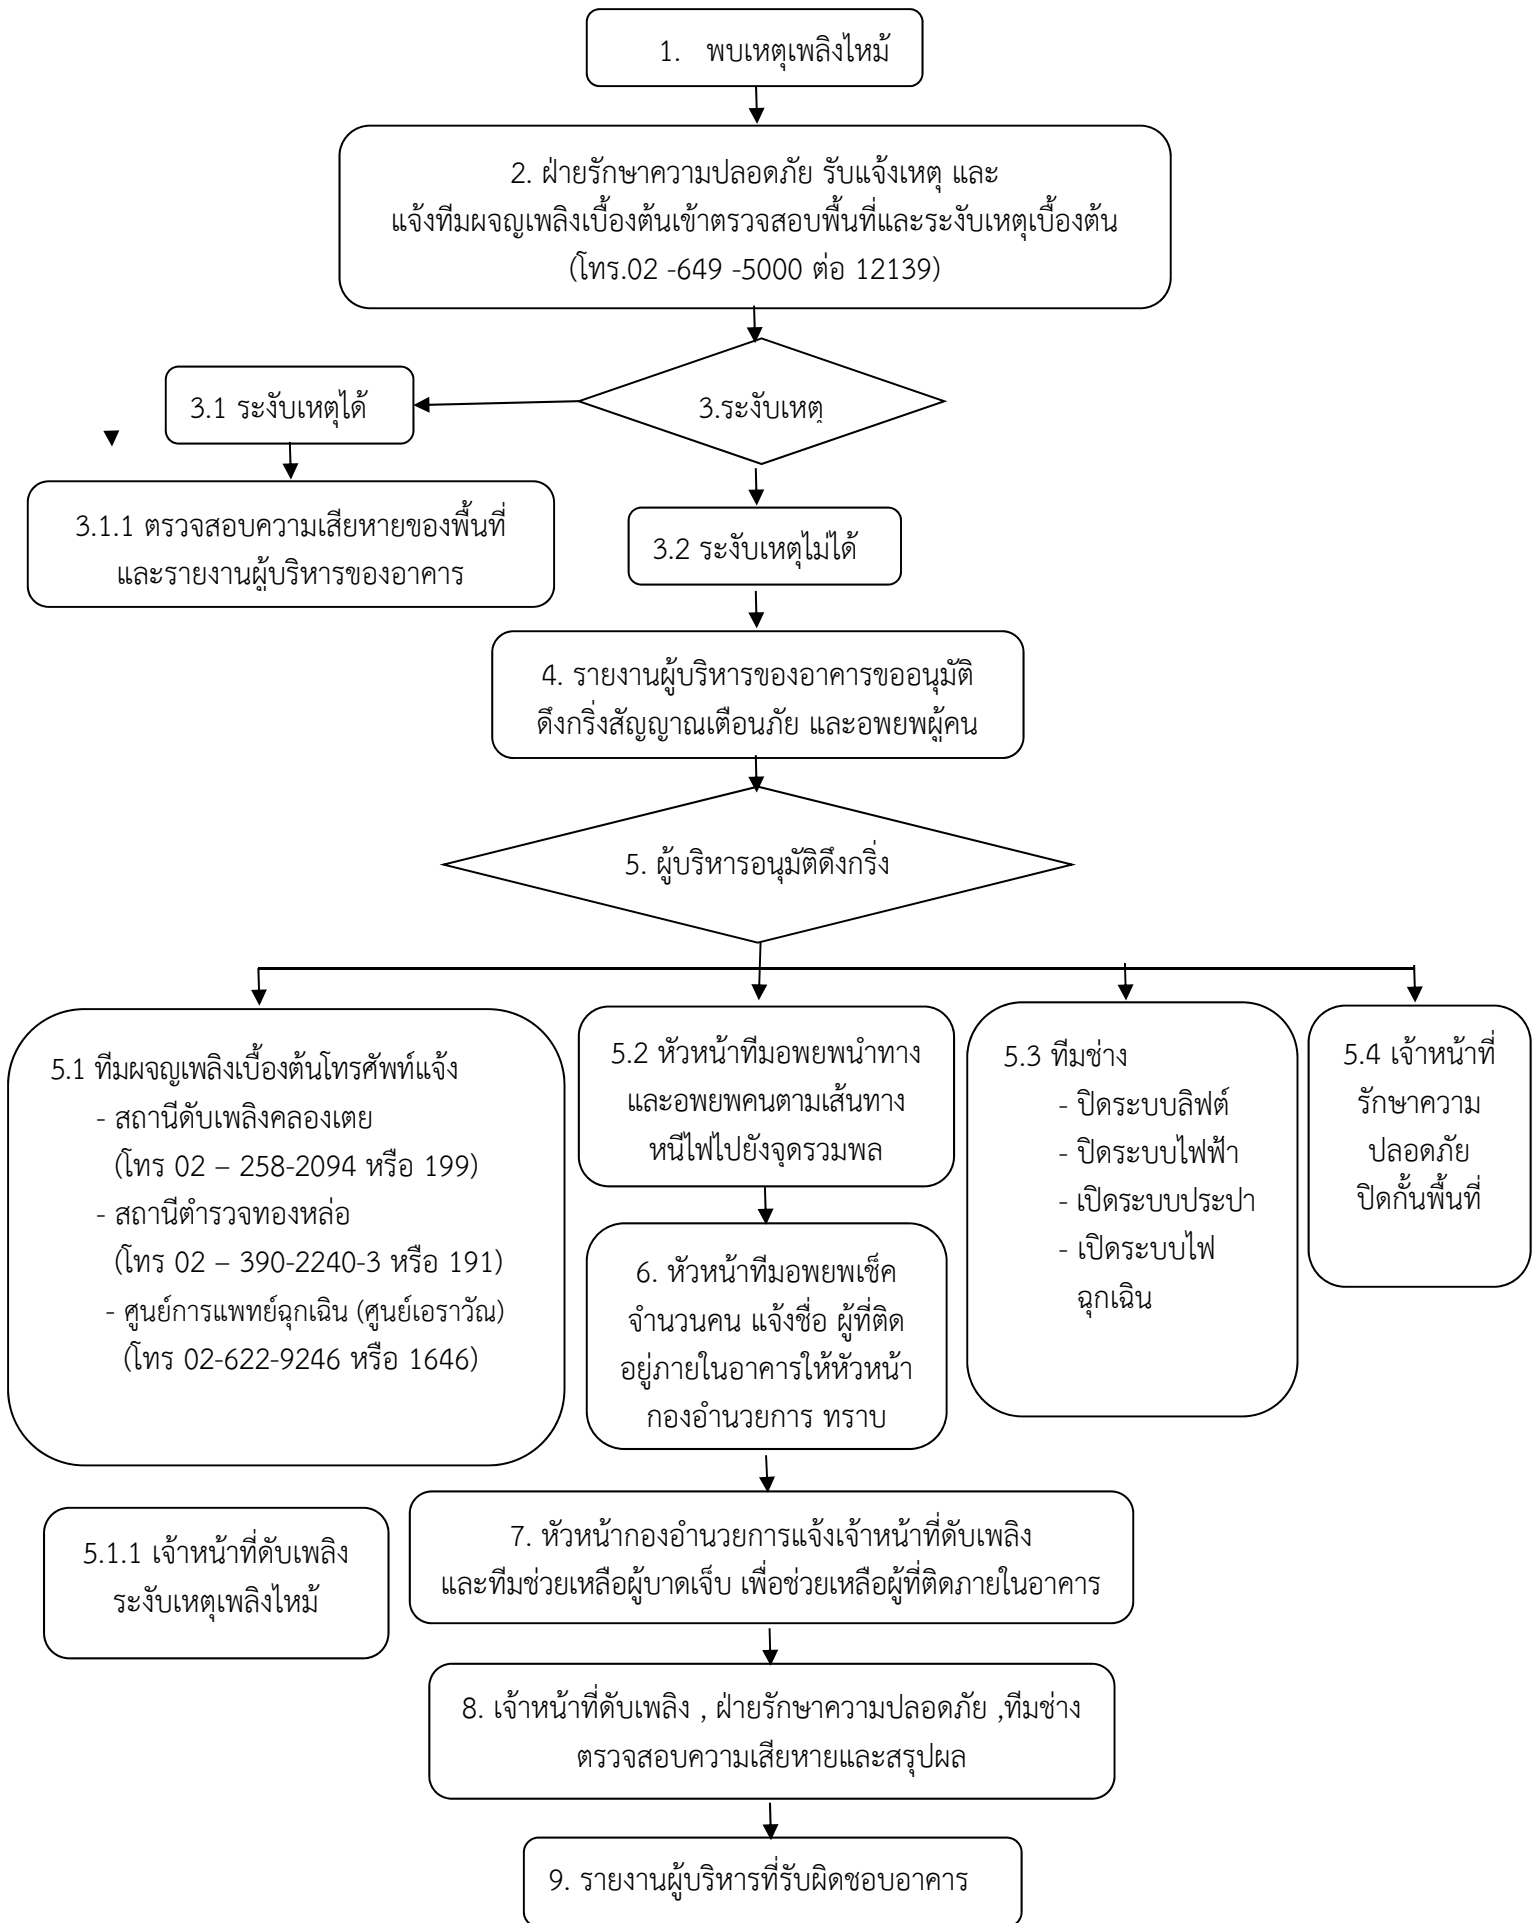 1. พบเหตุเพลิงไหม้
2. ฝ่ายรักษาความปลอดภัย รับแจ้งเหตุ และ
แจ้งทีมผจญเพลิงเบื้องต้นเข้าตรวจสอบพื้นที่และระงับเหตุเบื้องต้น
(โทร.02 -649 -5000 ต่อ 12139)
3.ระงับเหตุ
3.1 ระงับเหตุได้
3.1.1 ตรวจสอบความเสียหายของพื้นที่
และรายงานผู้บริหารของอาคาร
3.2 ระงับเหตุไม่ได้
4. รายงานผู้บริหารของอาคารขออนุมัติ
ดึงกริ่งสัญญาณเตือนภัย และอพยพผู้คน
5. ผู้บริหารอนุมัติดึงกริ่ง
5.1 ทีมผจญเพลิงเบื้องต้นโทรศัพท์แจ้ง
- สถานีดับเพลิงคลองเตย
(โทร 02 – 258-2094 หรือ 199)
- สถานีตำรวจทองหล่อ
(โทร 02 – 390-2240-3 หรือ 191)
- ศูนย์การแพทย์ฉุกเฉิน (ศูนย์เอราวัณ)
(โทร 02-622-9246 หรือ 1646)
5.2 หัวหน้าทีมอพยพนำทาง
และอพยพคนตามเส้นทาง
หนีไฟไปยังจุดรวมพล
5.3 ทีมช่าง
- ปิดระบบลิฟต์
- ปิดระบบไฟฟ้า
- เปิดระบบประปา
- เปิดระบบไฟ
ฉุกเฉิน
5.4 เจ้าหน้าที่
รักษาความ
ปลอดภัย
ปิดกั้นพื้นที่
6. หัวหน้าทีมอพยพเช็ค
จำนวนคน แจ้งชื่อ ผู้ที่ติด
อยู่ภายในอาคารให้หัวหน้า
กองอำนวยการ ทราบ
5.1.1 เจ้าหน้าที่ดับเพลิง
ระงับเหตุเพลิงไหม้
7. หัวหน้ากองอำนวยการแจ้งเจ้าหน้าที่ดับเพลิง
และทีมช่วยเหลือผู้บาดเจ็บ เพื่อช่วยเหลือผู้ที่ติดภายในอาคาร
8. เจ้าหน้าที่ดับเพลิง , ฝ่ายรักษาความปลอดภัย ,ทีมช่าง
ตรวจสอบความเสียหายและสรุปผล
9. รายงานผู้บริหารที่รับผิดชอบอาคาร